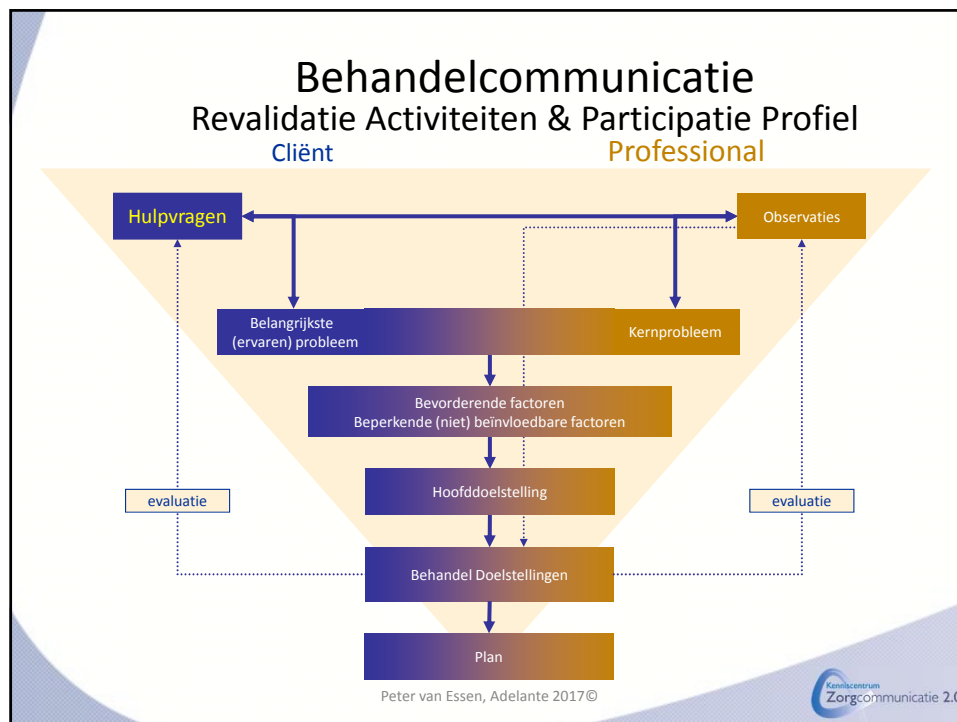 Behandelcommunicatie
Revalidatie Activiteiten & Participatie Profiel
Cliënt
Professional
Hulpvragen
Observaties
Belangrijkste
(ervaren) probleem
Kernprobleem
Bevorderende factoren
Beperkende (niet) beïnvloedbare factoren
Hoofddoelstelling
evaluatie
evaluatie
Behandel Doelstellingen
Plan
Peter van Essen, Adelante 2017©
Kenniscentrum
Zorgcommunicatie 2.0